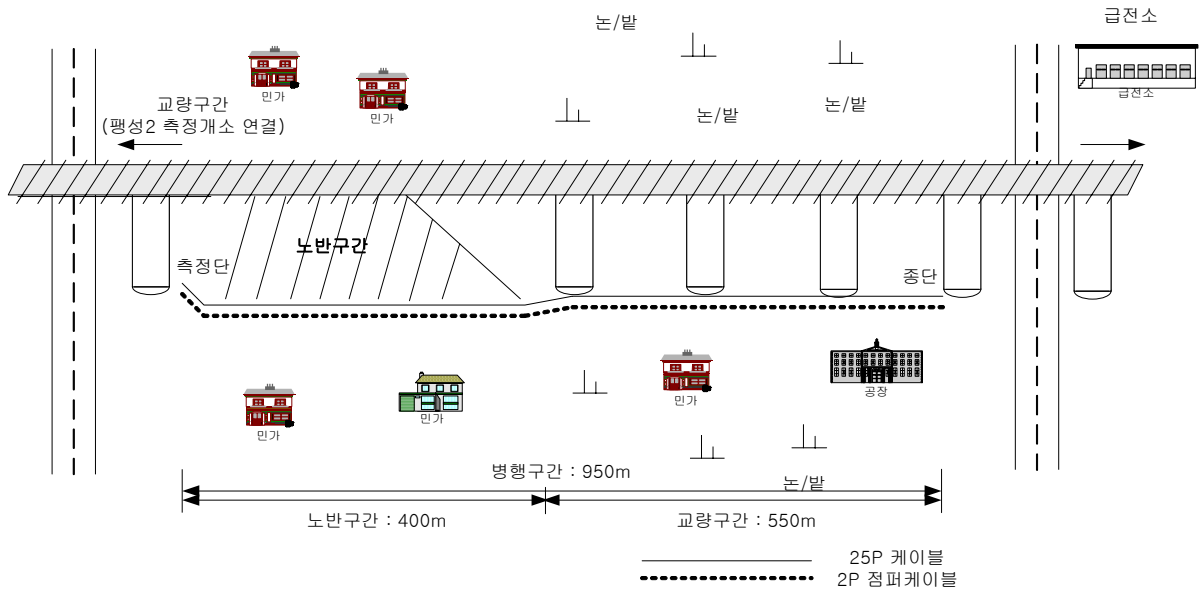 논/밭
급전소
급전소
민가
민가
교량구간
(팽성2 측정개소 연결)
논/밭
논/밭
노반구간
측정단
종단
민가
공장
민가
민가
병행구간 : 950m
논/밭
노반구간 : 400m
교량구간 : 550m
25P 케이블
2P 점퍼케이블